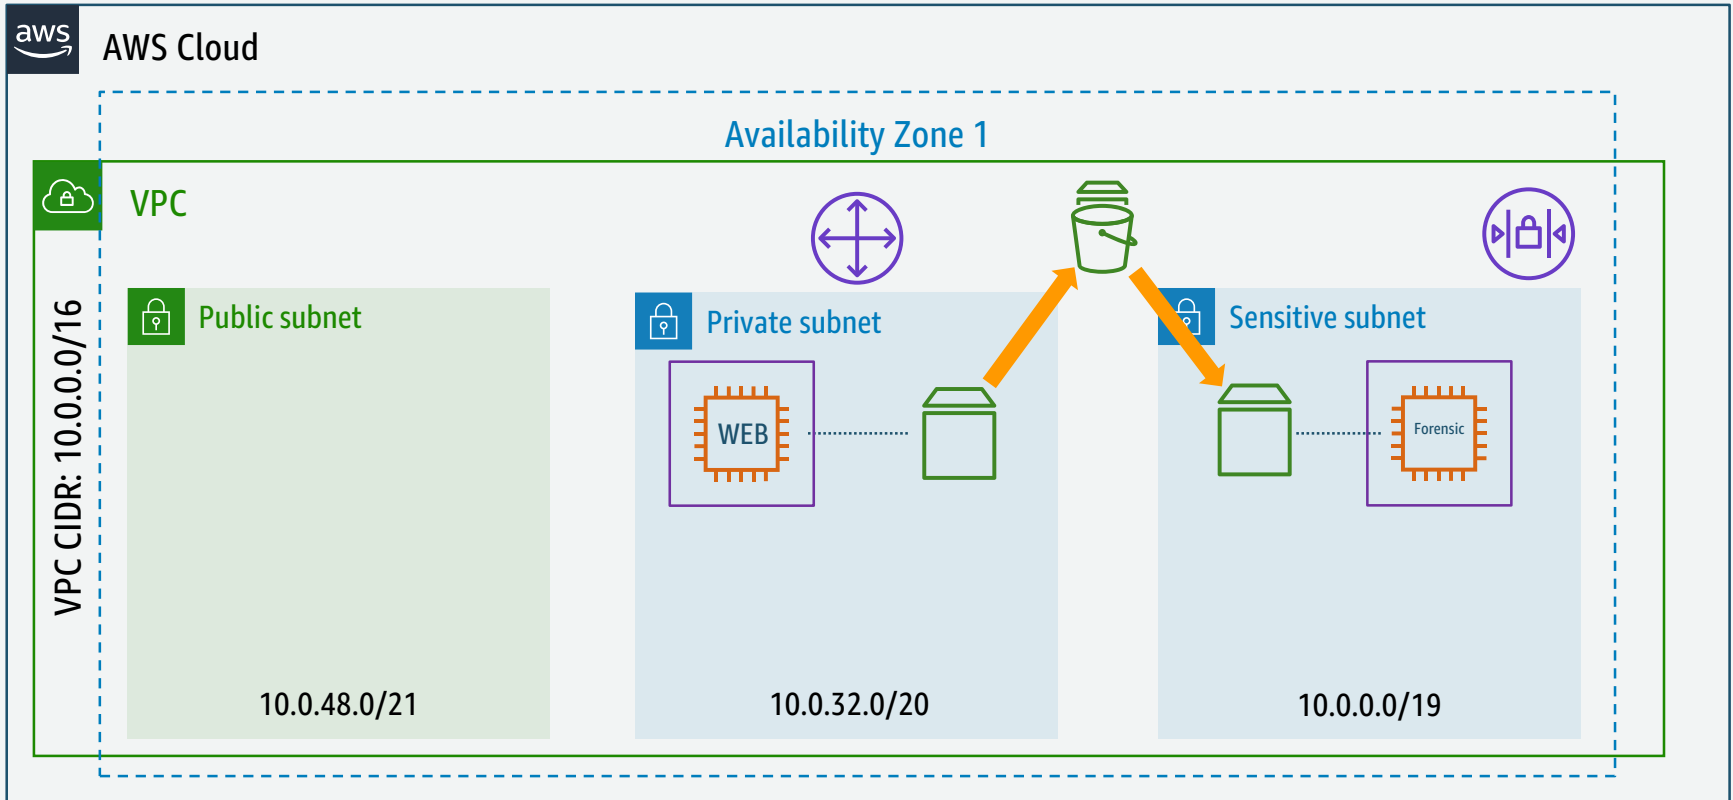 aws
AWS Cloud
Availability Zone 1
VPC
VPC CIDR: 10.0.0.0/16
Public subnet
Private subnet
Sensitive subnet
WEB
Forensic
10.0.48.0/21
10.0.32.0/20
10.0.0.0/19